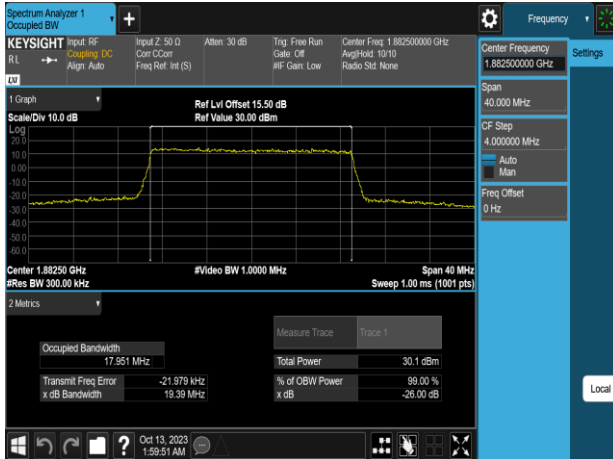 Spectrum Analyzer 1
Occupied BW
Frequency
KEYSIGHT
RL
LXI
Input: RF
Coupling: DC
Align: Auto
Input Z: 50 Ω
Corr CCorr
Freq Ref: Int (S)
Atten: 30 dB
Trig: Free Run
Gate: Off
#IF Gain: Low
Center Freq: 1.882500000 GHz
Avg|Hold: 10/10
Radio Std: None
Center Frequency
1.882500000 GHz
Settings
Span
40.000 MHz
CF Step
4.000000 MHz
Auto
Man
Freq Offset
0 Hz
1 Graph
Scale/Div 10.0 dB
Ref Lvl Offset 15.50 dB
Ref Value 30.00 dBm
Log
20.0
10.0
0.00
-10.0
-20.0
-30.0
-40.0
-50.0
-60.0
Center 1.88250 GHz
#Video BW 1.0000 MHz
Span 40 MHz
#Res BW 300.00 kHz
Sweep 1.00 ms (1001 pts)
2 Metrics
Measure Trace
Trace 1
Occupied Bandwidth
17.951 MHz
Total Power
30.1 dBm
Transmit Freq Error
-21.979 kHz
% of OBW Power
99.00 %
x dB Bandwidth
19.39 MHz
x dB
-26.00 dB
Local
?
Oct 13, 2023
1:59:51 AM